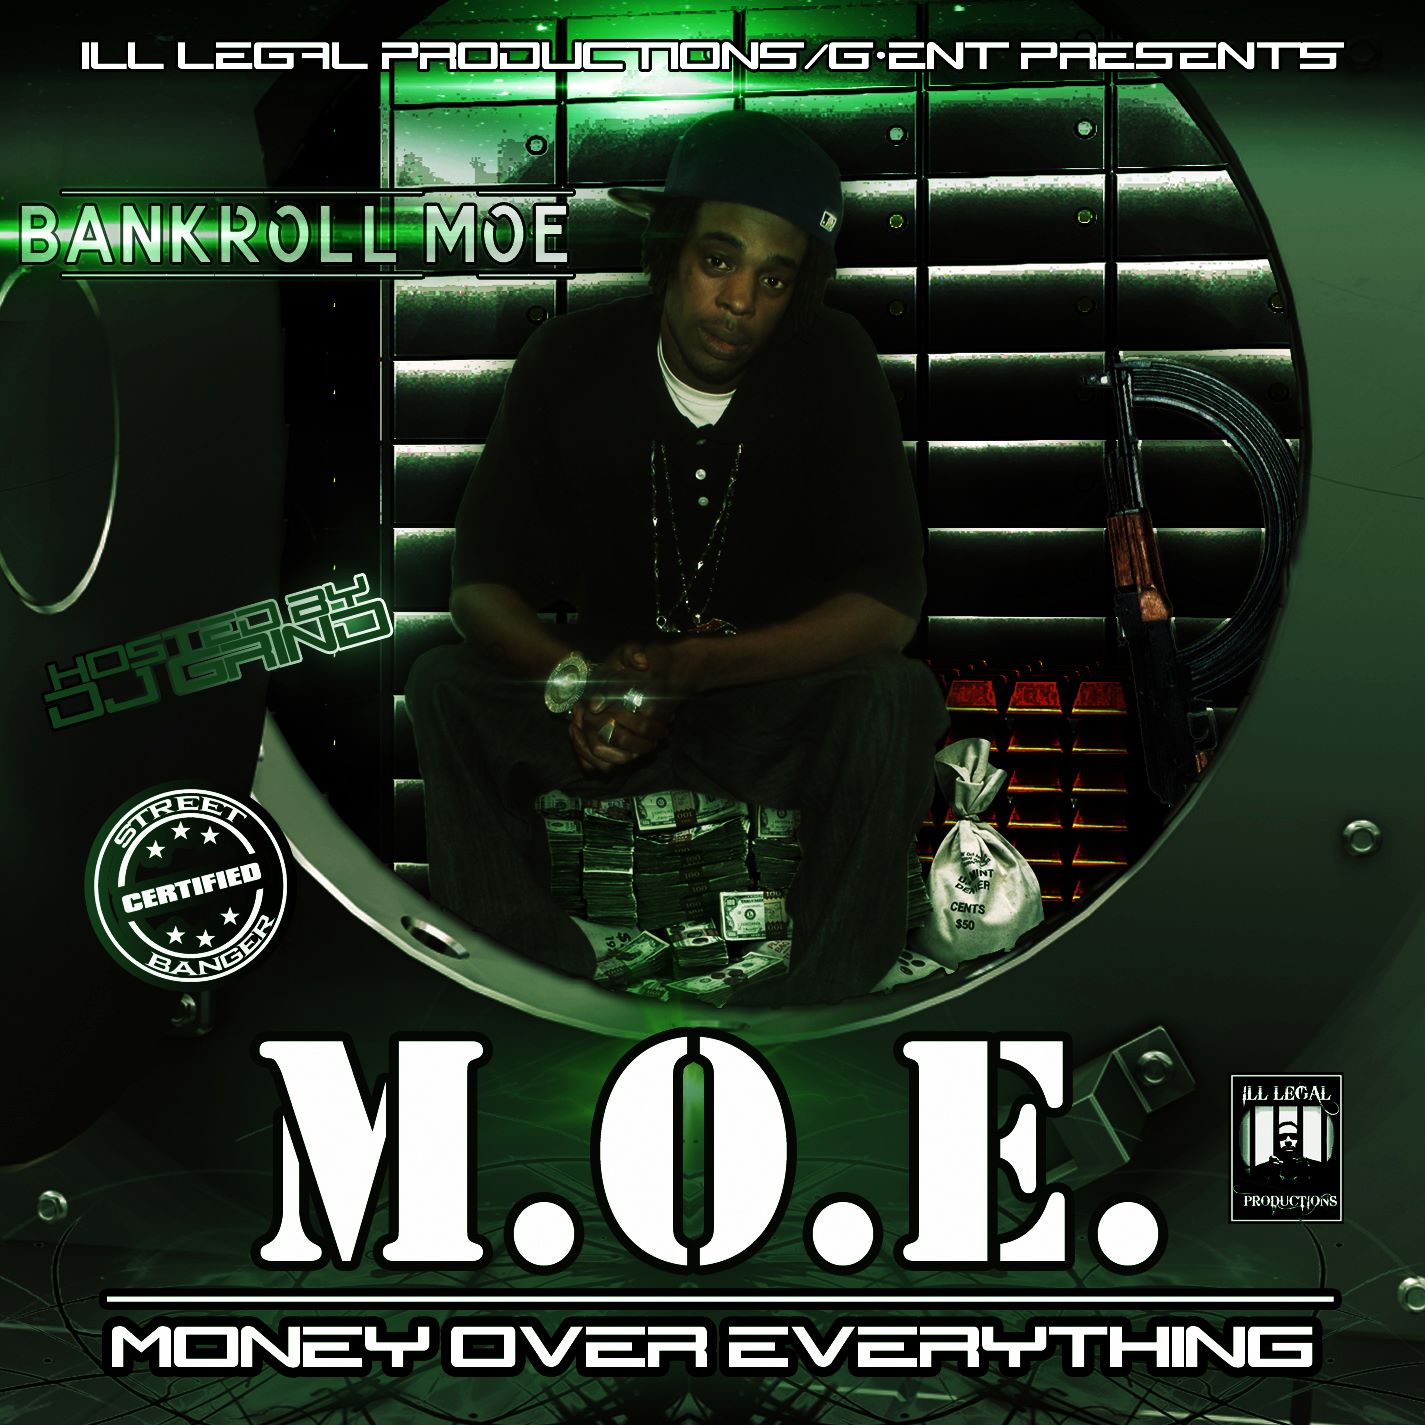 ILL LEGAL PRODUCTIONS/G·ENT PRESENTS
BANKROLL MOE
HOSTED BY
DJ GRIND
STREET
CERTIFIED
BANGER
CENTS
$50
M.O.E.
ILL LEGAL
PRODUCTIONS
MONEY OVER EVERYTHING